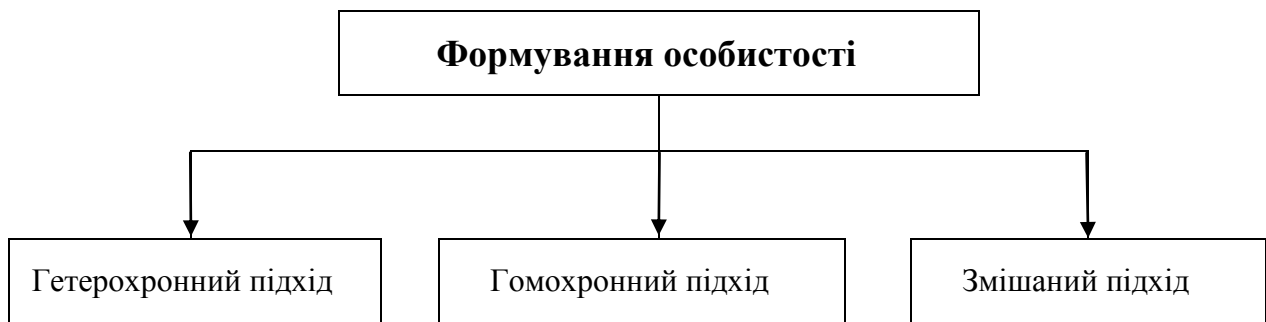 Формування особистості
Гетерохронний підхід
Гомохронний підхід
Змішаний підхід